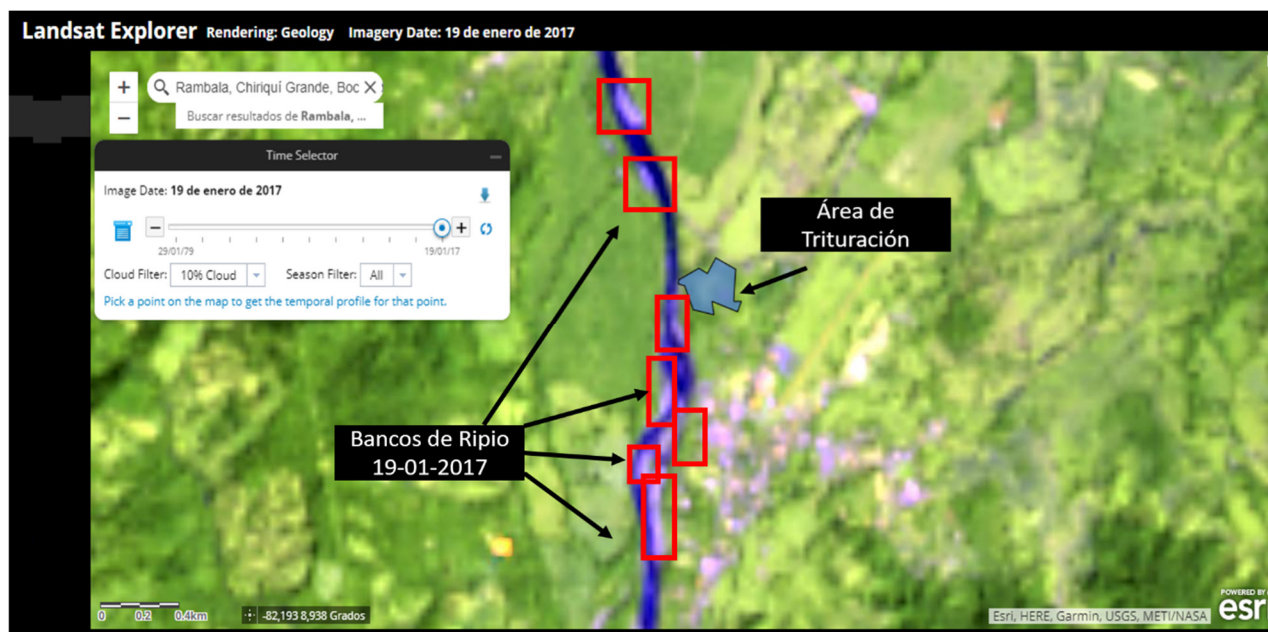 Landsat Explorer Rendering: Geology Imagery Date: 19 de enero de 2017
+
Rambala, Chiriquí Grande, Boc
−
Buscar resultados de Rambala, ...
Time Selector
Image Date: 19 de enero de 2017
29/01/79 19/01/17
Cloud Filter: 10% Cloud Season Filter: All
Pick a point on the map to get the temporal profile for that point.
Área de
Trituración
Bancos de Ripio
19-01-2017
0 0.2 0.4km
-82,193 8,938 Grados
Esri, HERE, Garmin, USGS, METI/NASA
POWERED BY
esri